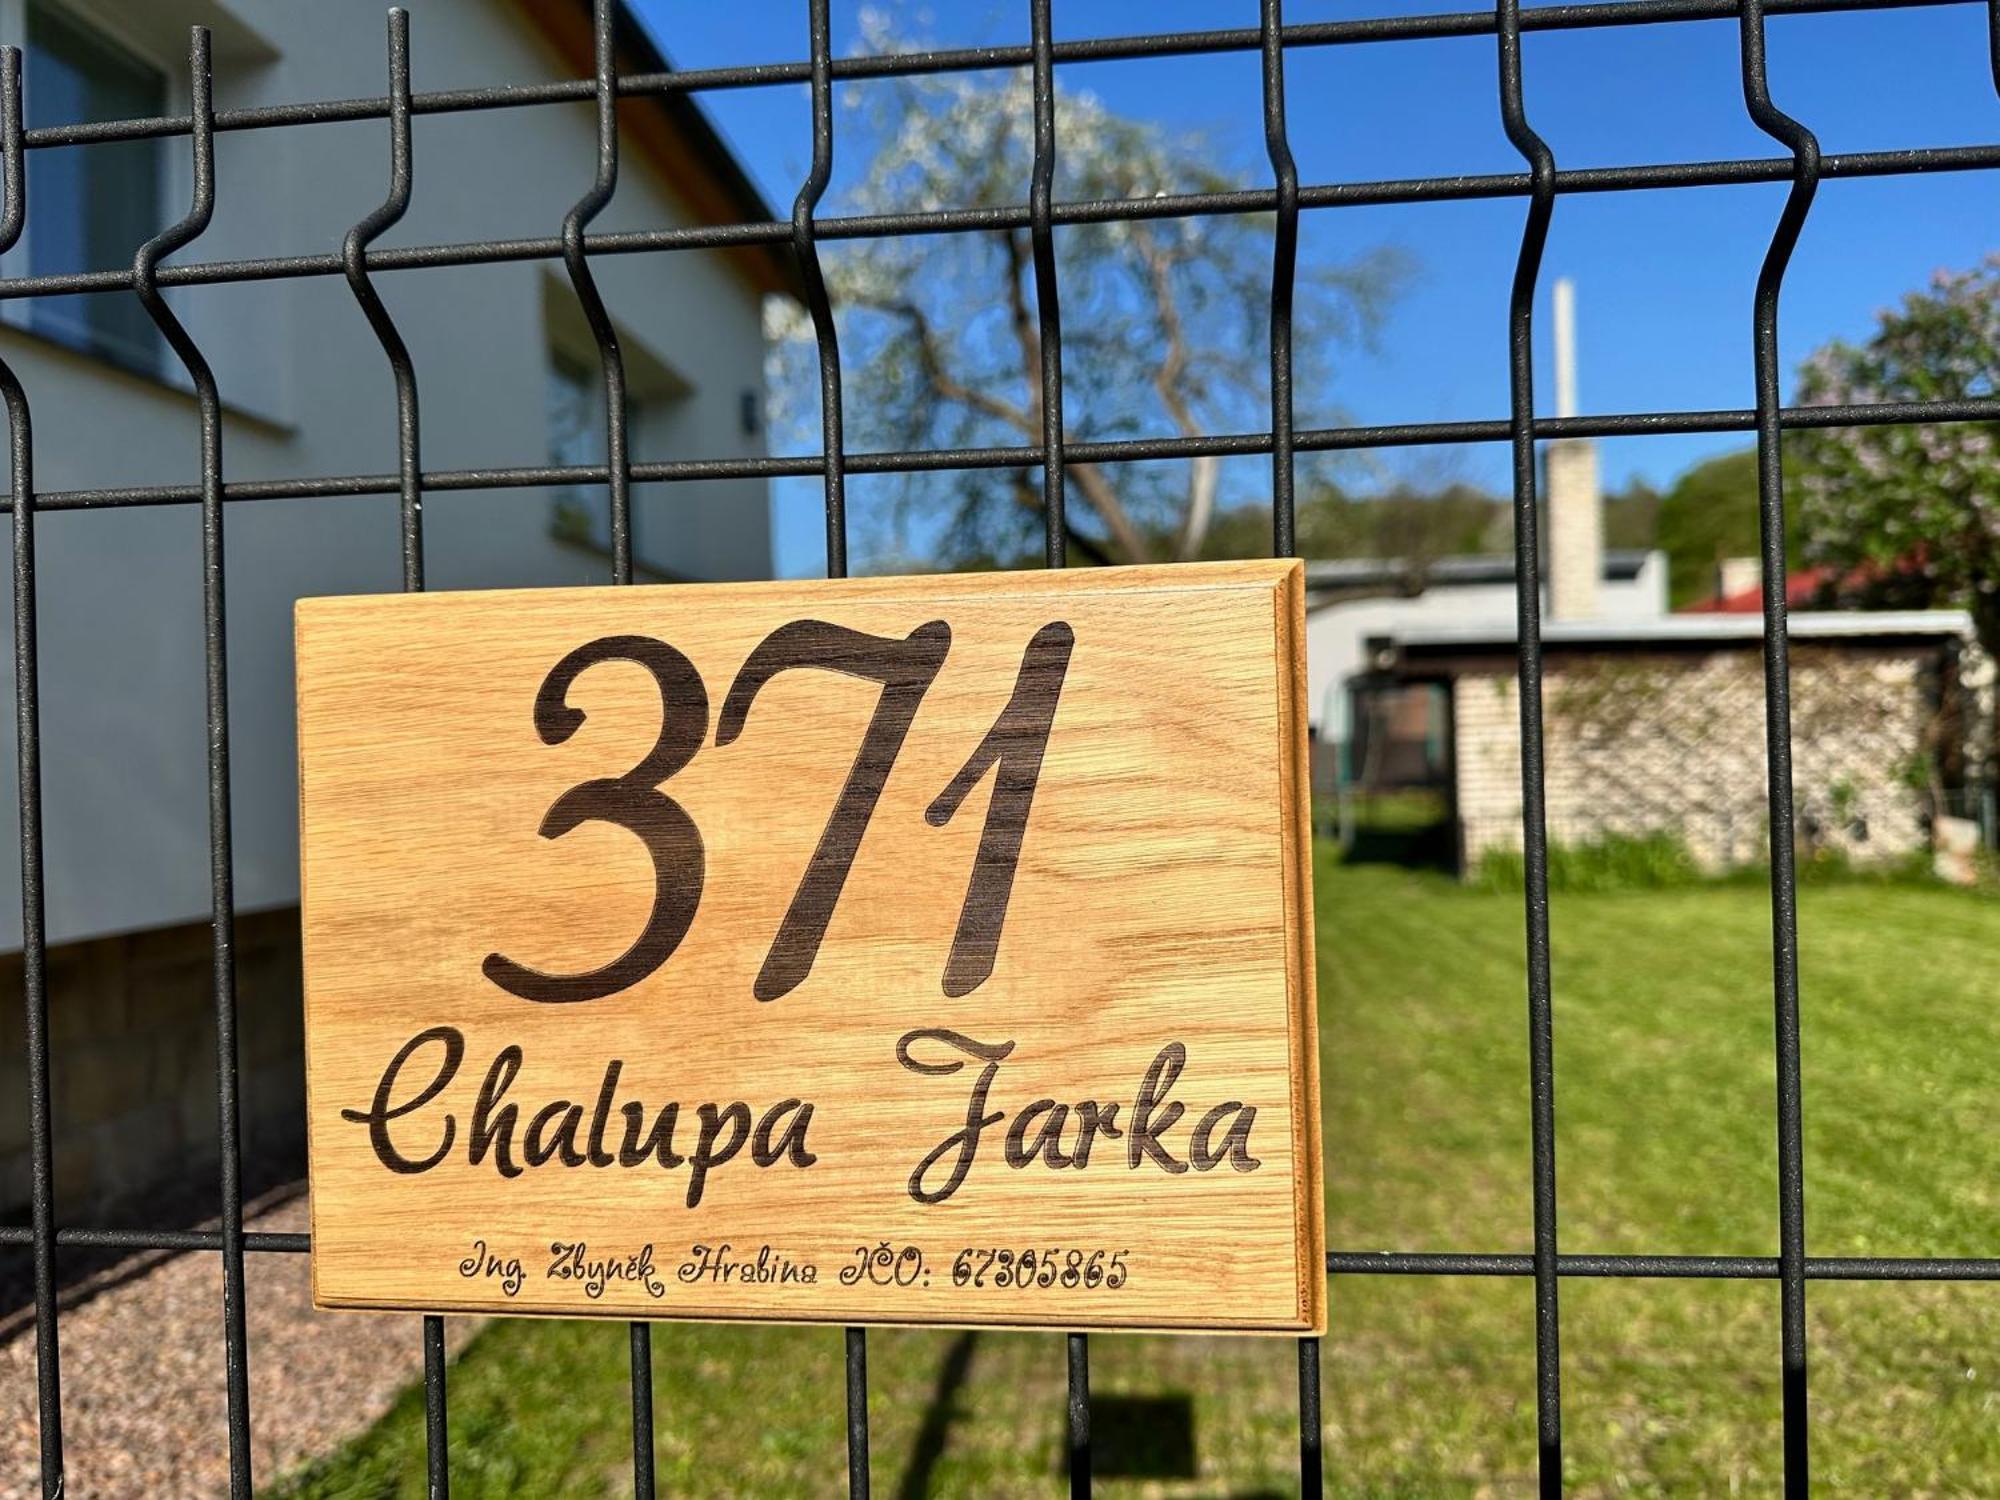 371
Chalupa Jarka
Ing. Zbyněk Hrabina IČO: 67305865